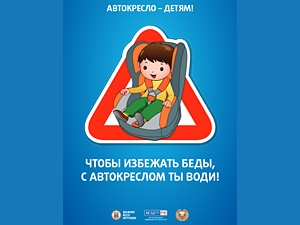 АВТОКРЕСЛО – ДЕТЯМ!
ЧТОБЫ ИЗБЕЖАТЬ БЕДЫ,
С АВТОКРЕСЛОМ ТЫ ВОДИ!